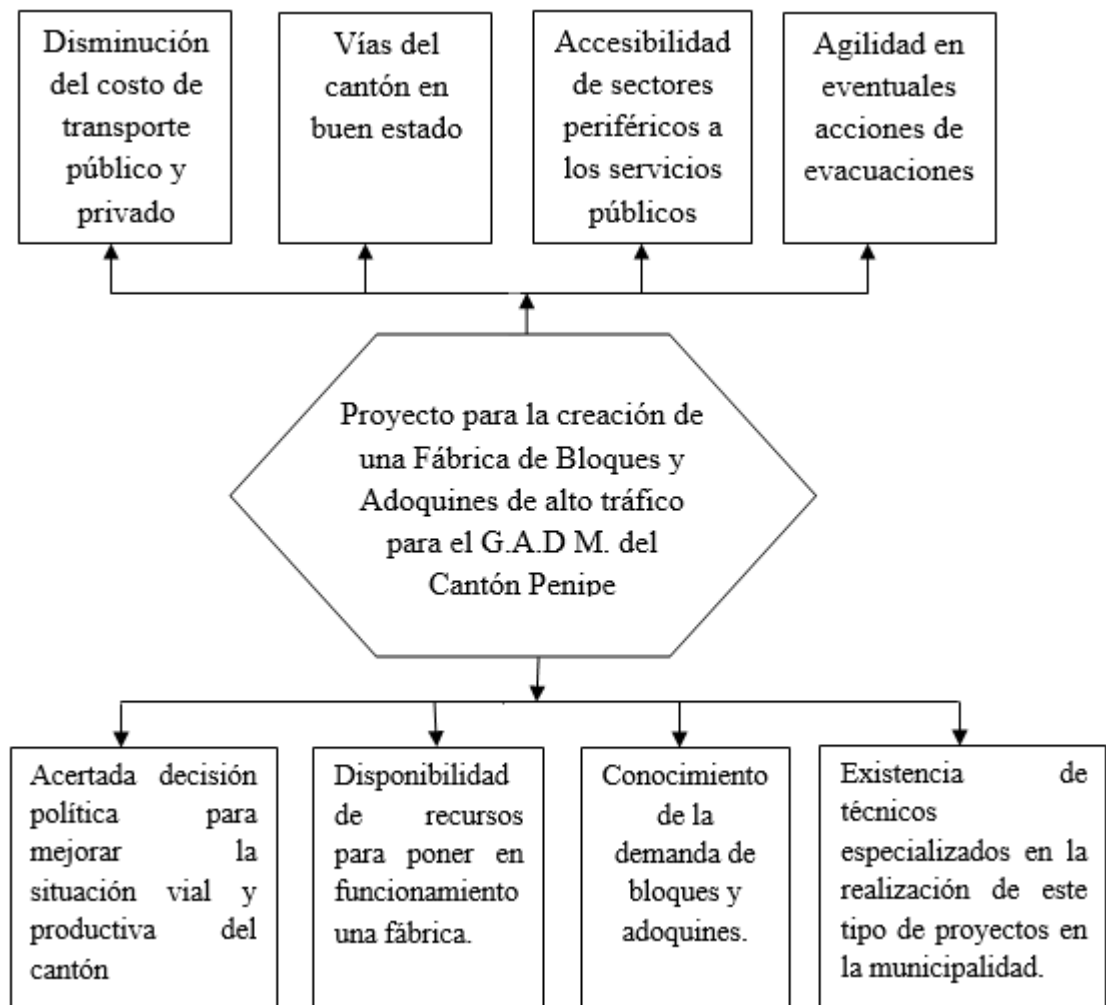 Disminución
del costo de
transporte
público y
privado
Vías del
cantón en
buen estado
Accesibilidad
de sectores
periféricos a
los servicios
públicos
Agilidad en
eventuales
acciones de
evacuaciones
Proyecto para la creación de
una Fábrica de Bloques y
Adoquines de alto tráfico
para el G.A.D M. del
Cantón Penipe
Acertada decisión
política para
mejorar la
situación vial y
productiva del
cantón
Disponibilidad
de recursos
para poner en
funcionamiento
una fábrica.
Conocimiento
de la
demanda de
bloques y
adoquines.
Existencia de
técnicos
especializados en la
realización de este
tipo de proyectos en
la municipalidad.